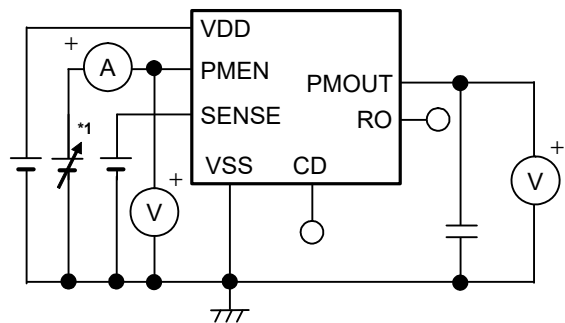 VDD
+
A
PMEN
PMOUT
*1
SENSE
RO
VSS
CD
+
V
+
V